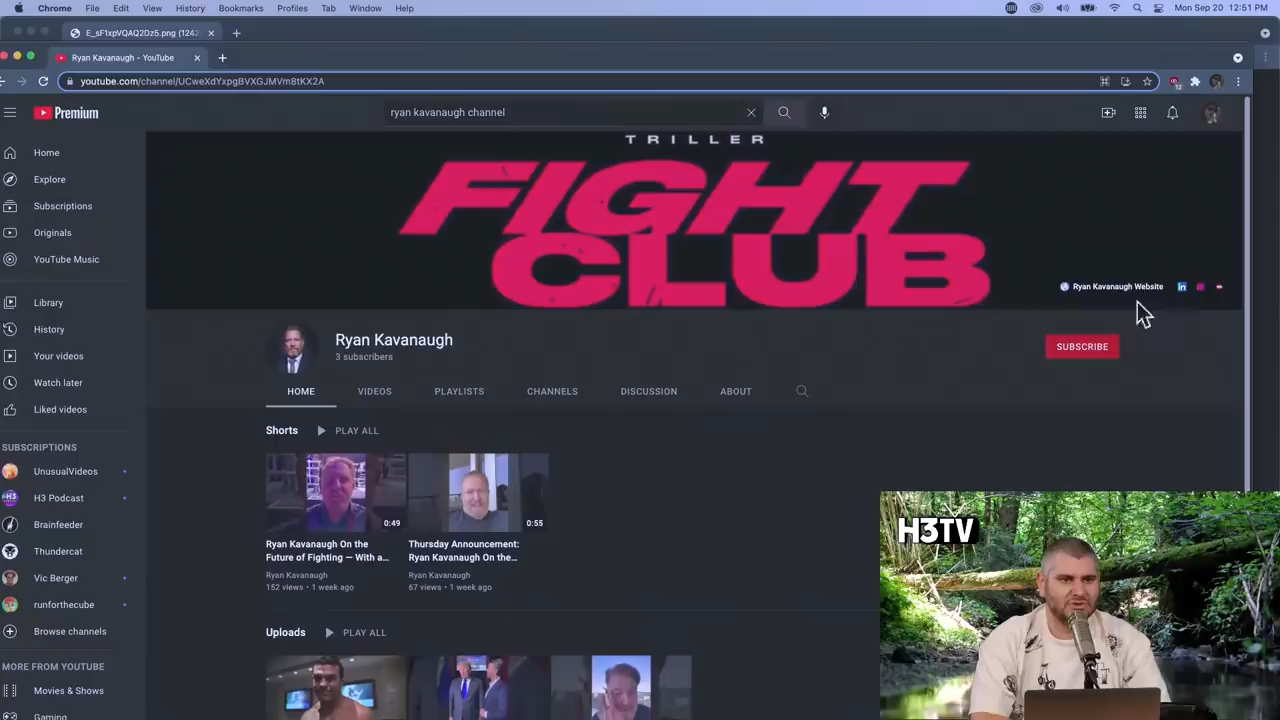 Chrome File Edit View History Bookmarks Profiles Tab Window Help Mon Sep 20 12:51 PM
E_sF1xpVQAQ2Dz5.png (1242
Ryan Kavanaugh - YouTube
youtube.com/channel/UCweXdYxpgBVXGJMVm8tKX2A
Premium
ryan kavanaugh channel
TRILLER
FIGHT
CLUB
Ryan Kavanaugh Website
Home
Explore
Subscriptions
Originals
YouTube Music
Library
History
Your videos
Watch later
Liked videos
SUBSCRIPTIONS
UnusualVideos
H3 Podcast
Brainfeeder
Thundercat
Vic Berger
runforthecube
Browse channels
MORE FROM YOUTUBE
Movies & Shows
Gaming
Ryan Kavanaugh
3 subscribers
SUBSCRIBE
HOME VIDEOS PLAYLISTS CHANNELS DISCUSSION ABOUT
Shorts PLAY ALL
0:49
0:55
Ryan Kavanaugh On the
Future of Fighting — With a...
Ryan Kavanaugh
152 views • 1 week ago
Thursday Announcement:
Ryan Kavanaugh On the...
Ryan Kavanaugh
67 views • 1 week ago
Uploads PLAY ALL
H3TV